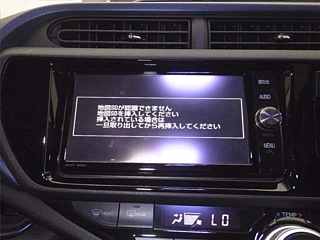 地図SDが認識できません
地図SDを挿入してください
挿入されている場合は
一旦取り出してから再挿入してください
AUDIO
MENU
LO
TEMP